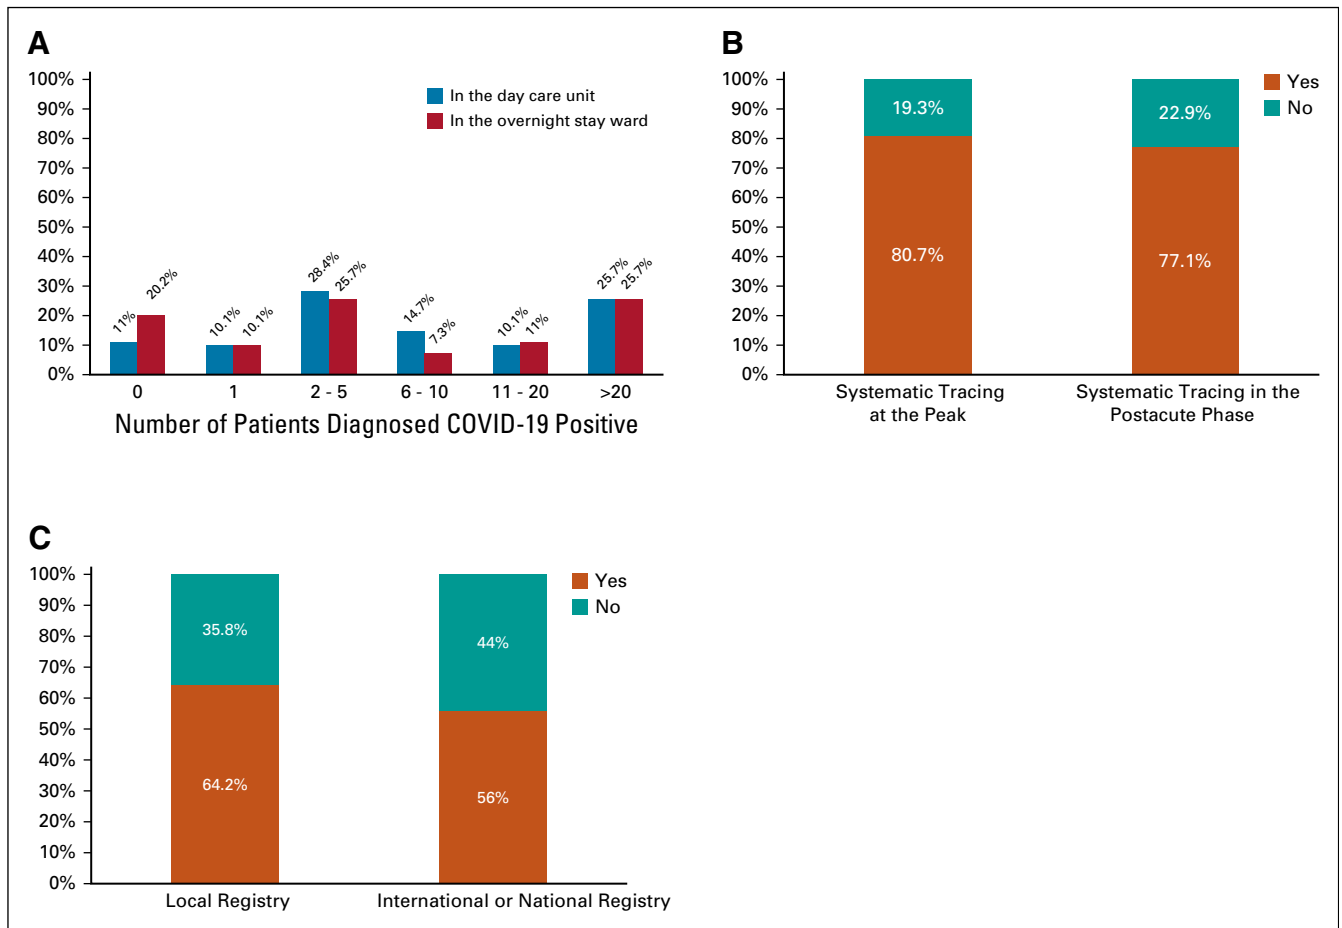 A
100%
90%
80%
70%
60%
50%
40%
30%
20%
10%
0%
In the day care unit
In the overnight stay ward
11%
20.2%
10.1%
10.1%
28.4%
25.7%
14.7%
7.3%
10.1%
11%
25.7%
25.7%
0
1
2 - 5
6 - 10
11 - 20
>20
Number of Patients Diagnosed COVID-19 Positive
B
100%
90%
80%
70%
60%
50%
40%
30%
20%
10%
0%
Yes
No
19.3%
22.9%
80.7%
77.1%
Systematic Tracing
at the Peak
Systematic Tracing in the
Postacute Phase
C
100%
90%
80%
70%
60%
50%
40%
30%
20%
10%
0%
Yes
No
35.8%
44%
64.2%
56%
Local Registry
International or National Registry